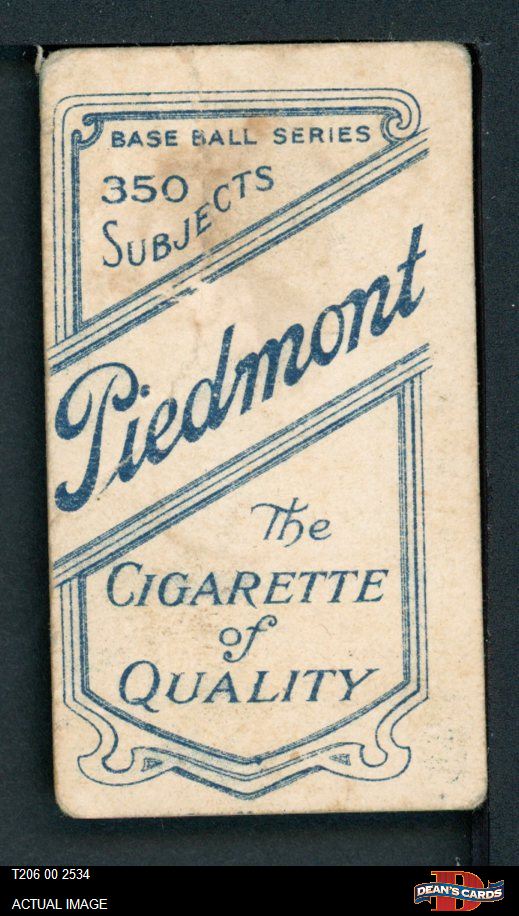 BASE BALL SERIES
350
SUBJECTS
Piedmont
The
CIGARETTE
of
QUALITY
T206 00 2534
ACTUAL IMAGE
D
DEAN'S CARDS